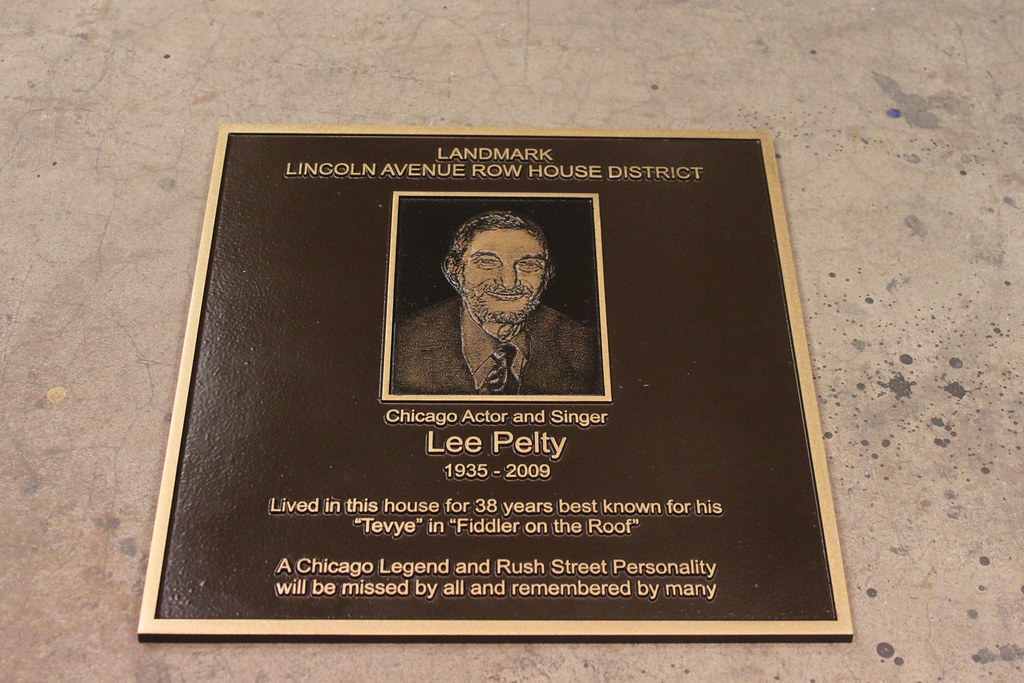 LANDMARK
LINCOLN AVENUE ROW HOUSE DISTRICT
Chicago Actor and Singer
Lee Pelty
1935 - 2009
Lived in this house for 38 years best known for his
“Tevye” in “Fiddler on the Roof”
A Chicago Legend and Rush Street Personality
will be missed by all and remembered by many